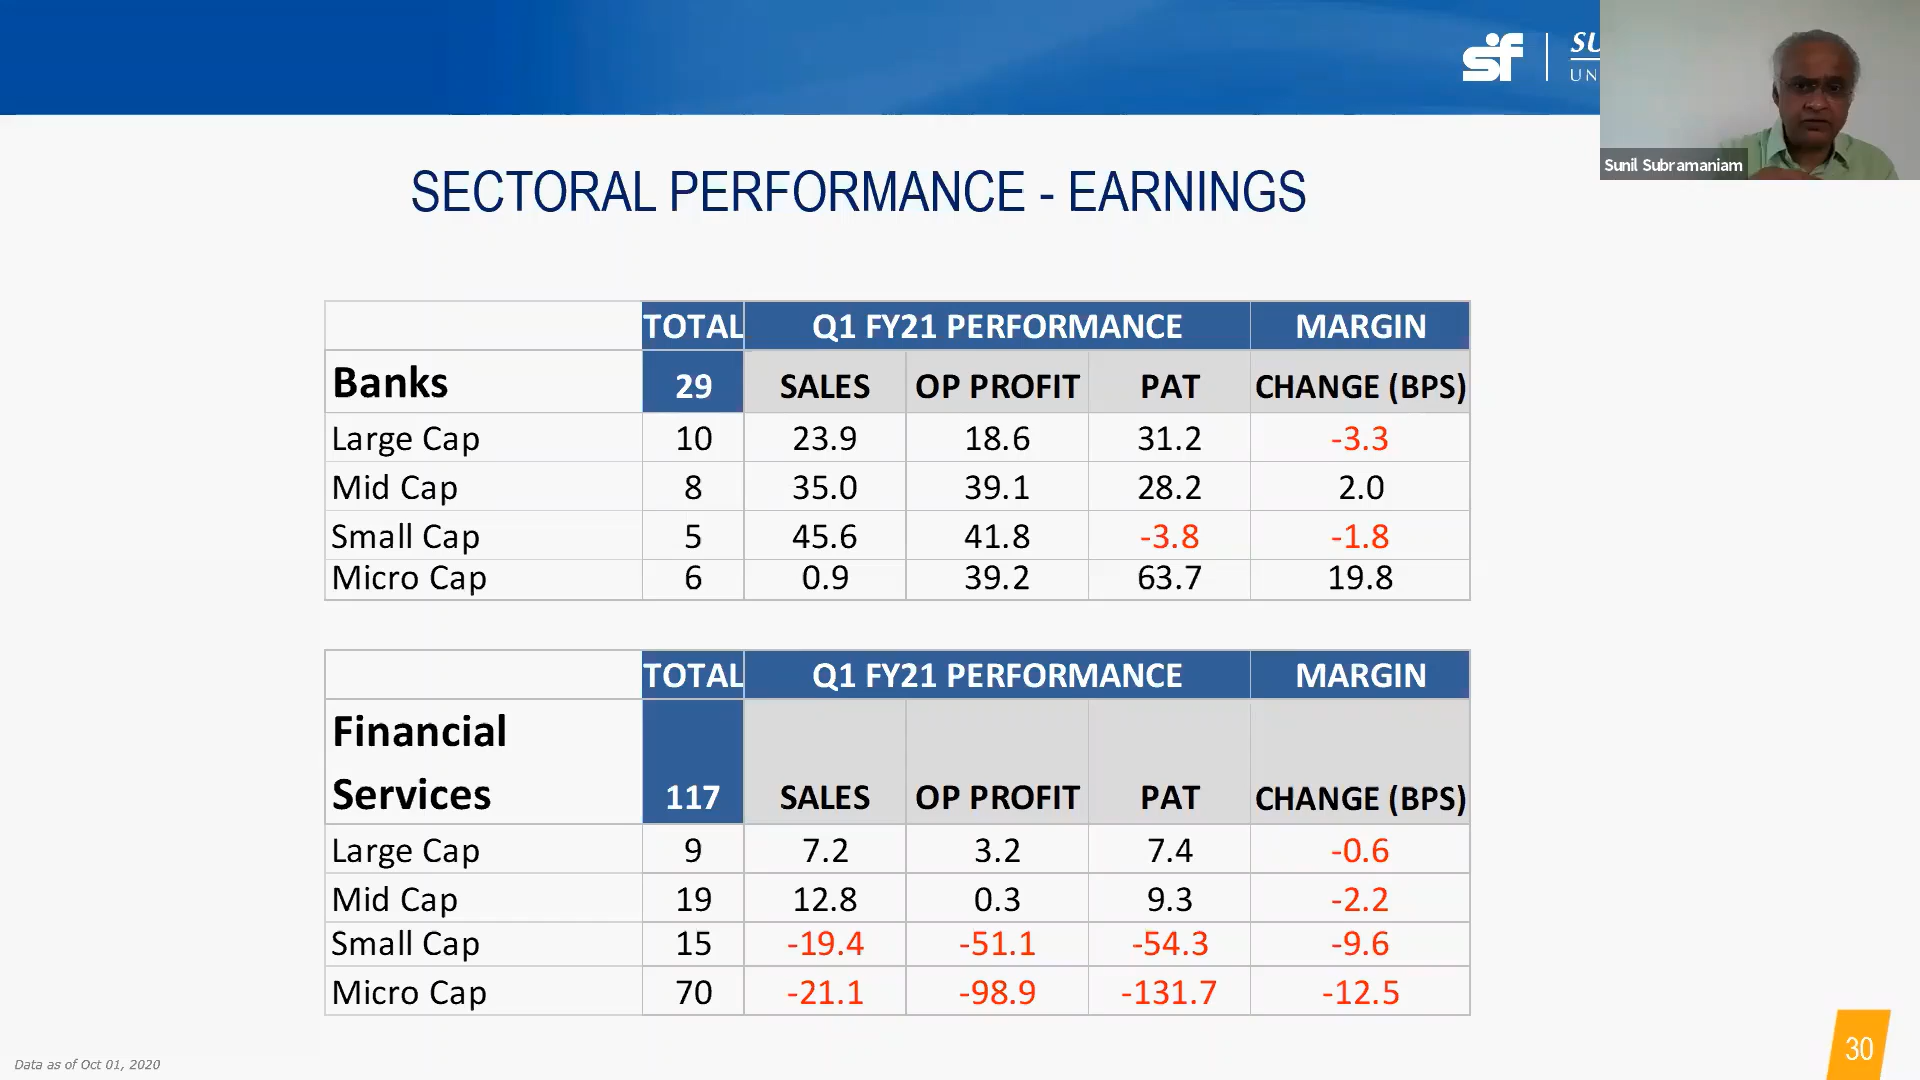 sf
SU
UN
Sunil Subramaniam
SECTORAL PERFORMANCE - EARNINGS
TOTAL Q1 FY21 PERFORMANCE MARGIN
Banks 29 SALES OP PROFIT PAT CHANGE (BPS)
Large Cap 10 23.9 18.6 31.2 -3.3
Mid Cap 8 35.0 39.1 28.2 2.0
Small Cap 5 45.6 41.8 -3.8 -1.8
Micro Cap 6 0.9 39.2 63.7 19.8
TOTAL Q1 FY21 PERFORMANCE MARGIN
Financial
Services 117 SALES OP PROFIT PAT CHANGE (BPS)
Large Cap 9 7.2 3.2 7.4 -0.6
Mid Cap 19 12.8 0.3 9.3 -2.2
Small Cap 15 -19.4 -51.1 -54.3 -9.6
Micro Cap 70 -21.1 -98.9 -131.7 -12.5
Data as of Oct 01, 2020
30